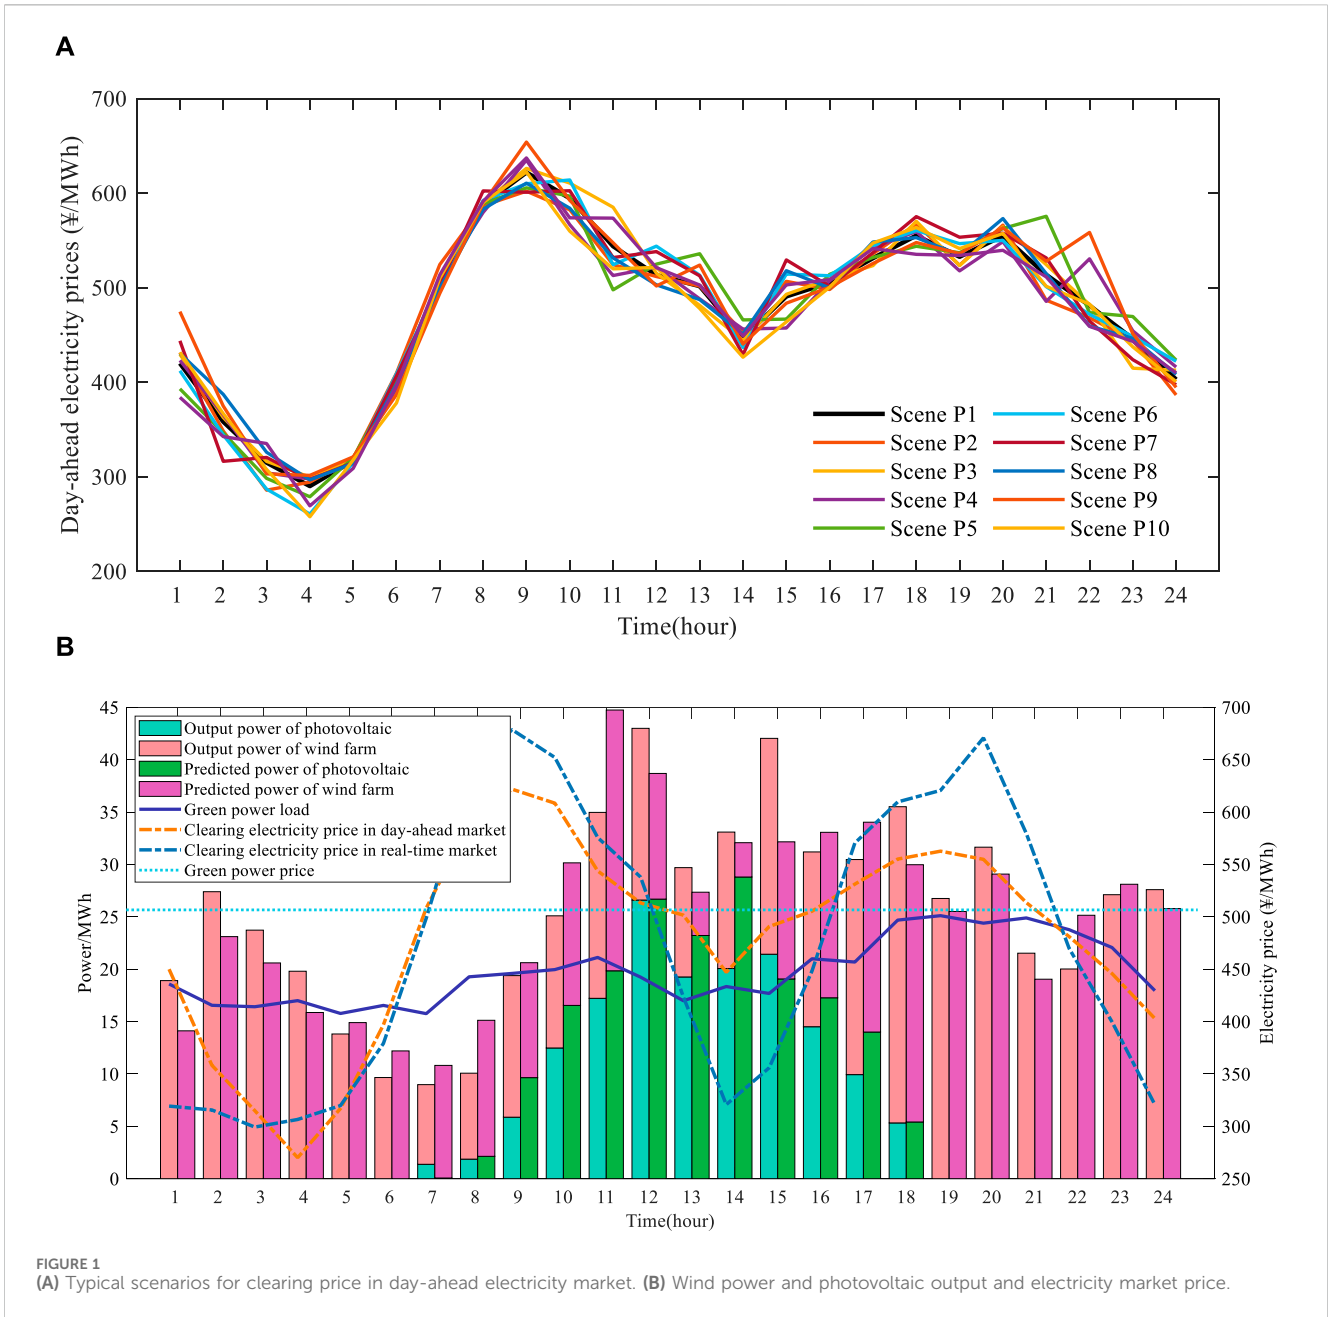 A
Day-ahead electricity prices (¥/MWh)
700
600
500
400
300
200
Scene P1
Scene P2
Scene P3
Scene P4
Scene P5
Scene P6
Scene P7
Scene P8
Scene P9
Scene P10
1 2 3 4 5 6 7 8 9 10 11 12 13 14 15 16 17 18 19 20 21 22 23 24
Time(hour)
B
Power/MWh
45
40
35
30
25
20
15
10
5
0
Output power of photovoltaic
Output power of wind farm
Predicted power of photovoltaic
Predicted power of wind farm
Green power load
Clearing electricity price in day-ahead market
Clearing electricity price in real-time market
Green power price
700
650
600
550
500
450
400
350
300
250
Electricity price (¥/MWh)
1 2 3 4 5 6 7 8 9 10 11 12 13 14 15 16 17 18 19 20 21 22 23 24
Time(hour)
FIGURE 1
(A) Typical scenarios for clearing price in day-ahead electricity market. (B) Wind power and photovoltaic output and electricity market price.